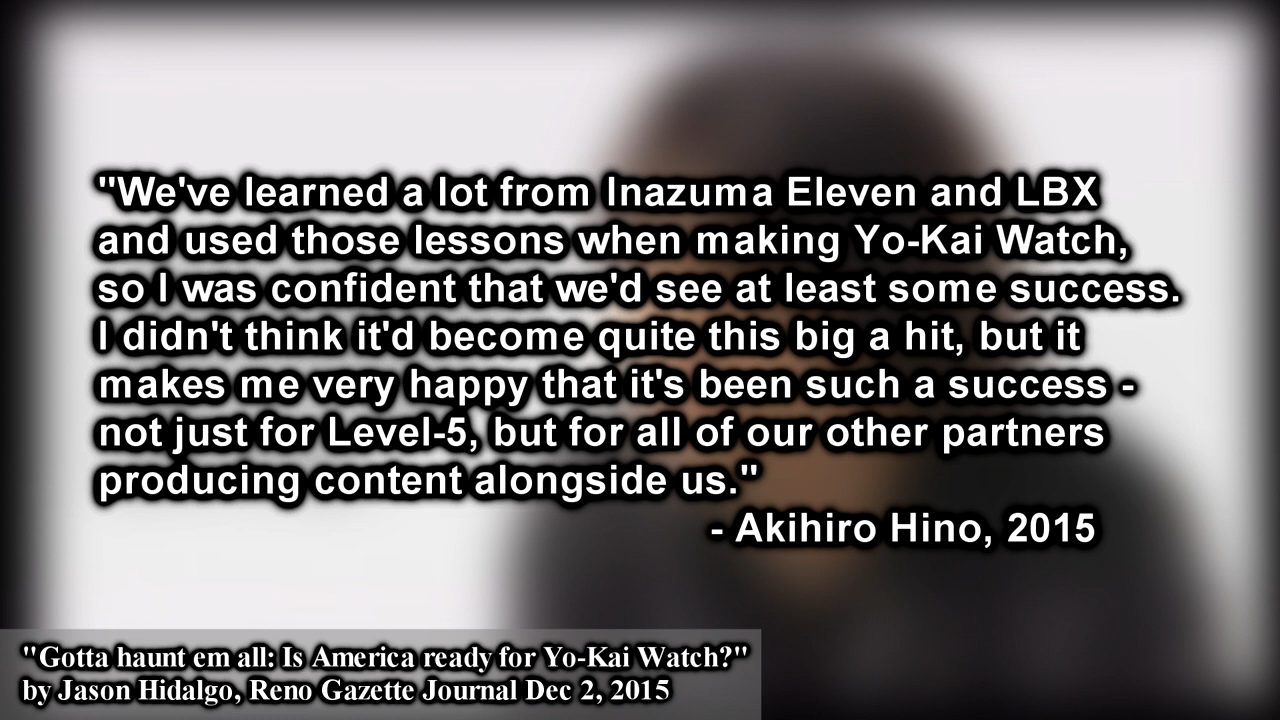 "We've learned a lot from Inazuma Eleven and LBX
and used those lessons when making Yo-Kai Watch,
so I was confident that we'd see at least some success.
I didn't think it'd become quite this big a hit, but it
makes me very happy that it's been such a success -
not just for Level-5, but for all of our other partners
producing content alongside us."
- Akihiro Hino, 2015
"Gotta haunt em all: Is America ready for Yo-Kai Watch?"
by Jason Hidalgo, Reno Gazette Journal Dec 2, 2015